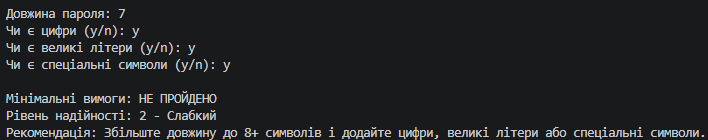 Довжина пароля: 7
Чи є цифри (y/n): y
Чи є великі літери (y/n): y
Чи є спеціальні символи (y/n): y
Мінімальні вимоги: НЕ ПРОЙДЕНО
Рівень надійності: 2 - Слабкий
Рекомендація: Збільште довжину до 8+ символів і додайте цифри, великі літери або спеціальні символи.